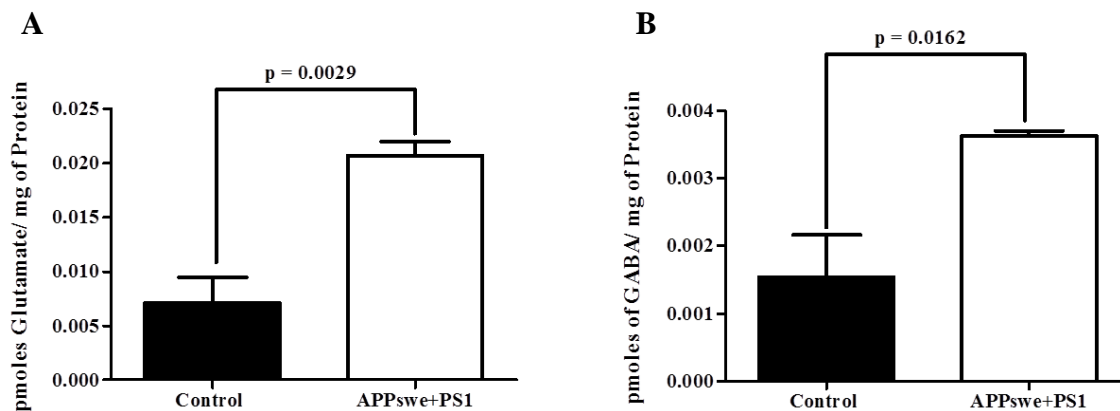 A
p = 0.0029
pmoles Glutamate/ mg of Protein
0.025
0.020
0.015
0.010
0.005
0.000
Control
APPswe+PS1
B
p = 0.0162
pmoles of GABA/ mg of Protein
0.004
0.003
0.002
0.001
0.000
Control
APPswe+PS1